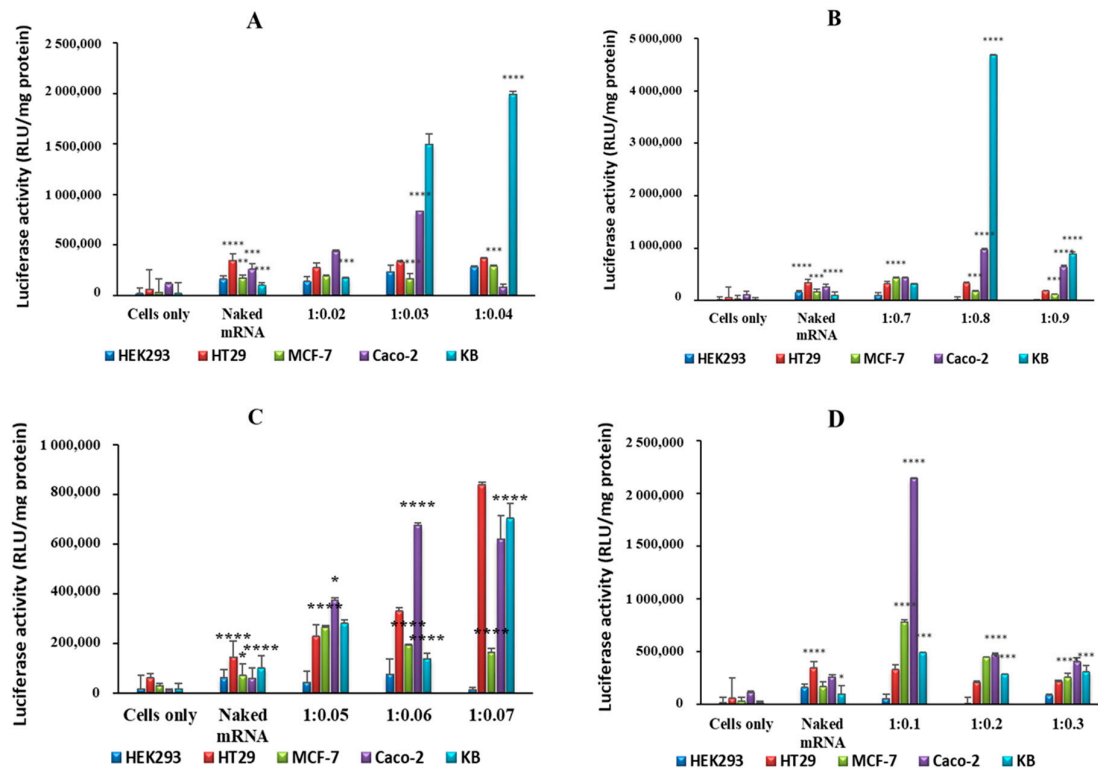 A
Luciferase activity (RLU/mg protein)
2 500,000
2 000,000
1 500,000
1 000,000
500,000
0
**** ** *** ***
***
**** ****
*** ****
Cells only Naked mRNA 1:0.02 1:0.03 1:0.04
HEK293 HT29 MCF-7 Caco-2 KB
B
Luciferase activity (RLU/mg protein)
5 000,000
4 000,000
3 000,000
2 000,000
1 000,000
0
**** *** ****
****
*** **** ****
*** **** ****
Cells only Naked mRNA 1:0.7 1:0.8 1:0.9
HEK293 HT29 MCF-7 Caco-2 KB
C
Luciferase activity (RLU/mg protein)
1 000,000
800,000
600,000
400,000
200,000
0
**** * ****
**** *
**** **** ****
**** ****
Cells only Naked mRNA 1:0.05 1:0.06 1:0.07
HEK293 HT29 MCF-7 Caco-2 KB
D
Luciferase activity (RLU/mg protein)
2 500,000
2 000,000
1 500,000
1 000,000
500,000
0
**** *
**** **** ***
**** ***
**** ***
Cells only Naked mRNA 1:0.1 1:0.2 1:0.3
HEK293 HT29 MCF-7 Caco-2 KB